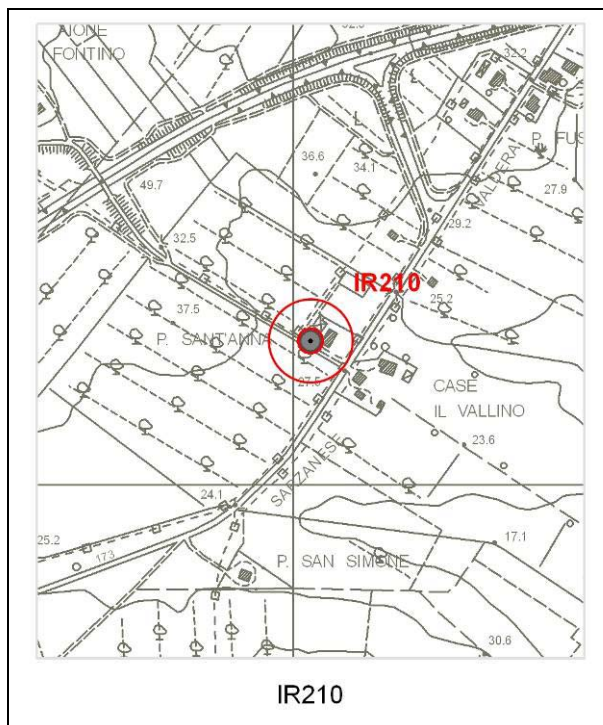 AIONE
FONTINO
32.2
36.6
34.1
P. FUS
VALDERA
27.9
49.7
29.2
32.5
IR210
25.2
37.5
P. SANT'ANNA
CASE
IL VALLINO
23.6
SARZANESE
24.1
25.2
173
17.1
P. SAN SIMONE
30.6
IR210